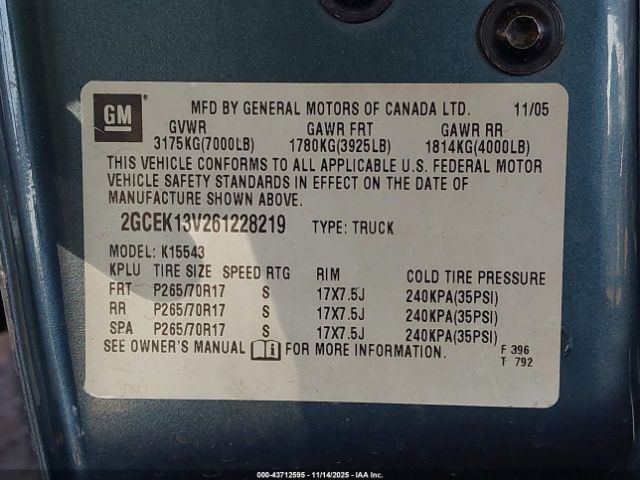 GM
MFD BY GENERAL MOTORS OF CANADA LTD. 11/05
GVWR GAWR FRT GAWR RR
3175KG(7000LB) 1780KG(3925LB) 1814KG(4000LB)
THIS VEHICLE CONFORMS TO ALL APPLICABLE U.S. FEDERAL MOTOR
VEHICLE SAFETY STANDARDS IN EFFECT ON THE DATE OF
MANUFACTURE SHOWN ABOVE.
2GCEK13V261228219 TYPE: TRUCK
MODEL: K15543
KPLU TIRE SIZE SPEED RTG RIM COLD TIRE PRESSURE
FRT P265/70R17 S 17X7.5J 240KPA(35PSI)
RR P265/70R17 S 17X7.5J 240KPA(35PSI)
SPA P265/70R17 S 17X7.5J 240KPA(35PSI)
SEE OWNER'S MANUAL i FOR MORE INFORMATION. F 396
T 792
000-43712595 - 11/14/2025 - IAAI.COM